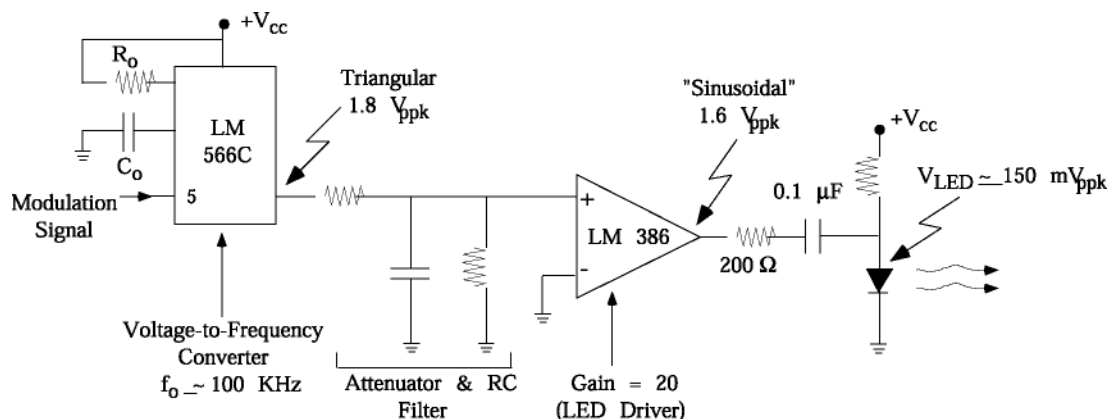 +Vcc
Ro
LM
566C
Co
5
Modulation
Signal
Triangular
1.8 Vppk
"Sinusoidal"
1.6 Vppk
+Vcc
VLED ~ 150 mVppk
0.1 µF
+
LM 386
-
200 Ω
Voltage-to-Frequency
Converter
fo ~ 100 KHz
Attenuator & RC
Filter
Gain = 20
(LED Driver)